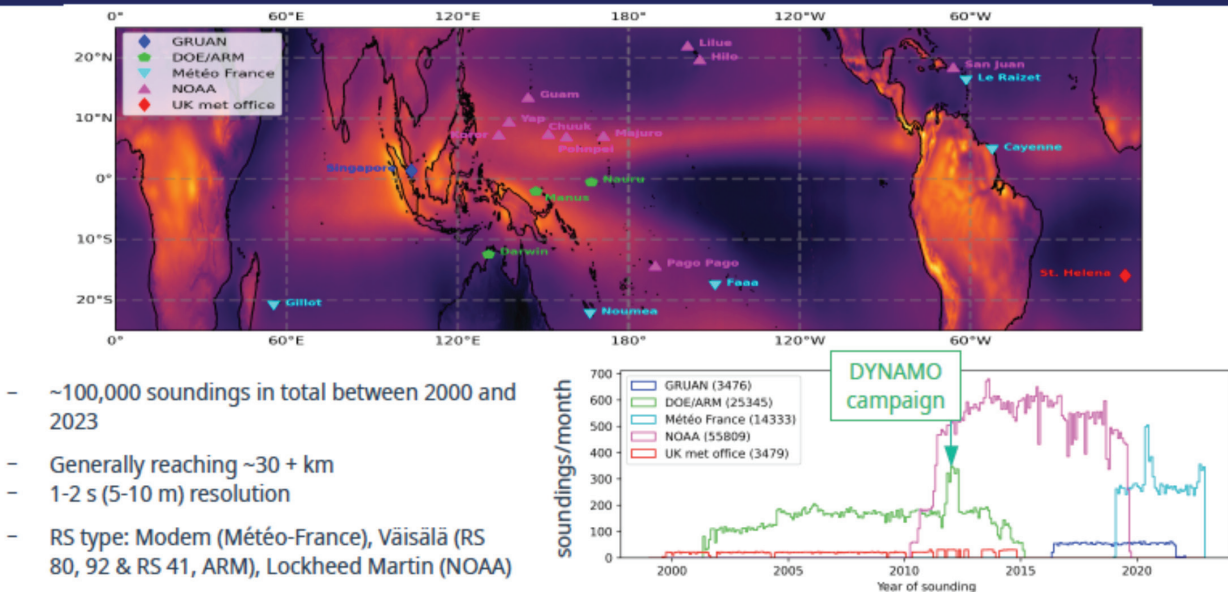 0° 60°E 120°E 180° 120°W 60°W
20°N
10°N
0°
10°S
20°S
GRUAN
DOE/ARM
Météo France
NOAA
UK met office
Lilue
Hilo
San Juan
Le Raizet
Guam
Yap
Chuuk
Koror
Majuro
Pohnpei
Cayenne
Singapore
Nauru
Manus
Darwin
Pago Pago
St. Helena
Faaa
Gillot
Noumea
0° 60°E 120°E 180° 120°W 60°W
– ~100,000 soundings in total between 2000 and
2023
– Generally reaching ~30 + km
– 1-2 s (5-10 m) resolution
– RS type: Modem (Météo-France), Väisälä (RS
80, 92 & RS 41, ARM), Lockheed Martin (NOAA)
DYNAMO
campaign
soundings/month
700
600
500
400
300
200
100
0
GRUAN (3476)
DOE/ARM (25345)
Météo France (14333)
NOAA (55809)
UK met office (3479)
2000 2005 2010 2015 2020
Year of sounding